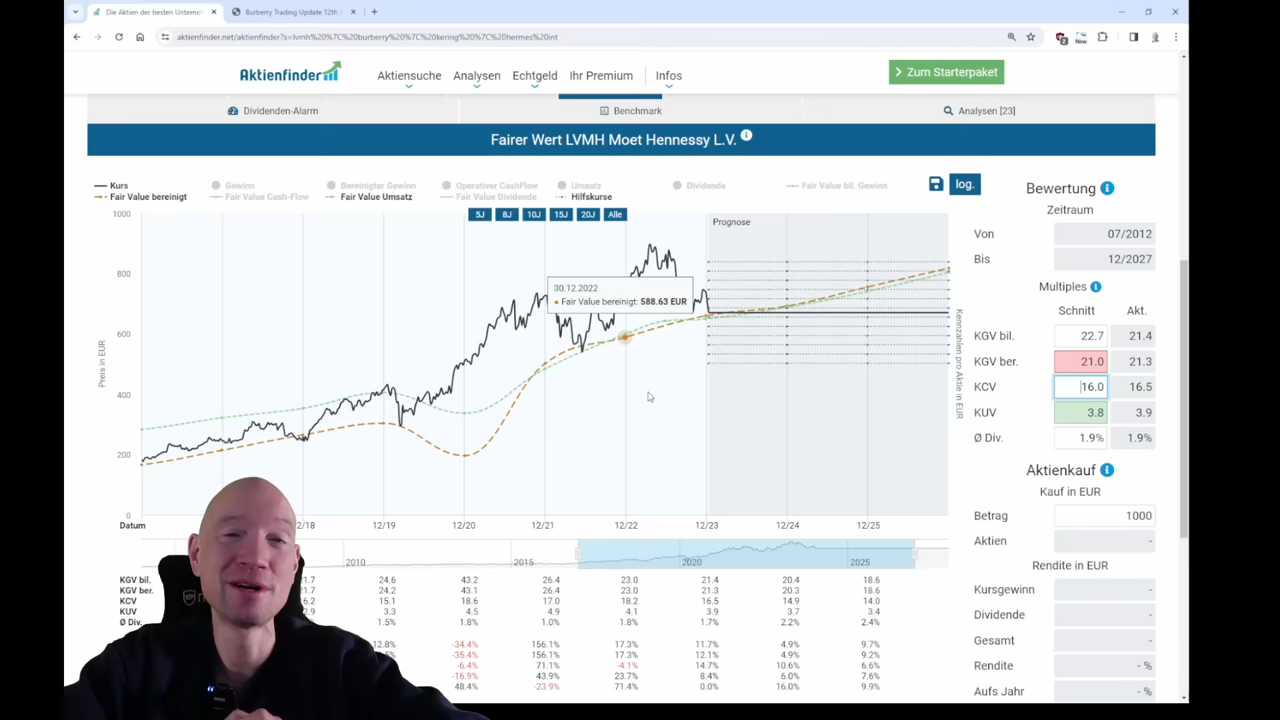 Die Aktien der besten Unterne
Burberry Trading Update 12th
aktienfinder.net/aktienfinder?s=lvmh%20%7C%20burberry%20%7C%20kering%20%7C%20hermes%20int
New
Aktienfinder
Aktiensuche Analysen Echtgeld Ihr Premium Infos
Zum Starterpaket
Dividenden-Alarm Benchmark Analysen [23]
Fairer Wert LVMH Moet Hennessy L.V.
Kurs Gewinn Bereinigter Gewinn Operativer CashFlow Umsatz Dividende Fair Value bil. Gewinn
Fair Value bereinigt Fair Value Cash-Flow Fair Value Umsatz Fair Value Dividende Hilfskurse
log.
5J 8J 10J 15J 20J Alle
Prognose
1000
800
600
400
200
0
Preis in EUR
30.12.2022
Fair Value bereinigt: 588.63 EUR
Kennzahlen pro Aktie in EUR
Datum 12/18 12/19 12/20 12/21 12/22 12/23 12/24 12/25
2010 2015 2020 2025
KGV bil. 21.7 24.6 43.2 26.4 23.0 21.4 20.4 18.6
KGV ber. 24.2 43.1 26.4 23.0 21.3 20.3 18.6
KCV 16.2 15.1 18.6 17.0 18.2 16.5 14.9 14.0
KUV 2.9 3.3 4.5 4.9 4.1 3.9 3.7 3.4
Ø Div. 1.5% 1.8% 1.0% 1.8% 1.7% 2.2% 2.4%
12.8% -34.4% 156.1% 17.3% 11.7% 4.9% 9.7%
-35.4% 156.1% 17.3% 12.1% 4.9% 9.2%
-6.4% 71.1% -4.1% 14.7% 10.6% 6.6%
-16.9% 43.9% 23.7% 8.4% 6.0% 7.6%
48.4% -23.9% 71.4% 0.0% 16.0% 9.9%
Bewertung
Zeitraum
Von 07/2012
Bis 12/2027
Multiples
Schnitt Akt.
KGV bil. 22.7 21.4
KGV ber. 21.0 21.3
KCV 16.0 16.5
KUV 3.8 3.9
Ø Div. 1.9% 1.9%
Aktienkauf
Kauf in EUR
Betrag 1000
Aktien -
Rendite in EUR
Kursgewinn -
Dividende -
Gesamt -
Rendite - %
Aufs Jahr - %